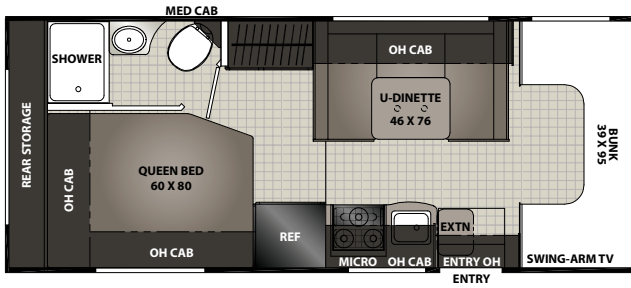 MED CAB
SHOWER
OH CAB
U-DINETTE
46 X 76
BUNK
39 X 95
REAR STORAGE
OH CAB
QUEEN BED
60 X 80
OH CAB
REF
MICRO
OH CAB
EXTN
ENTRY OH
SWING-ARM TV
ENTRY